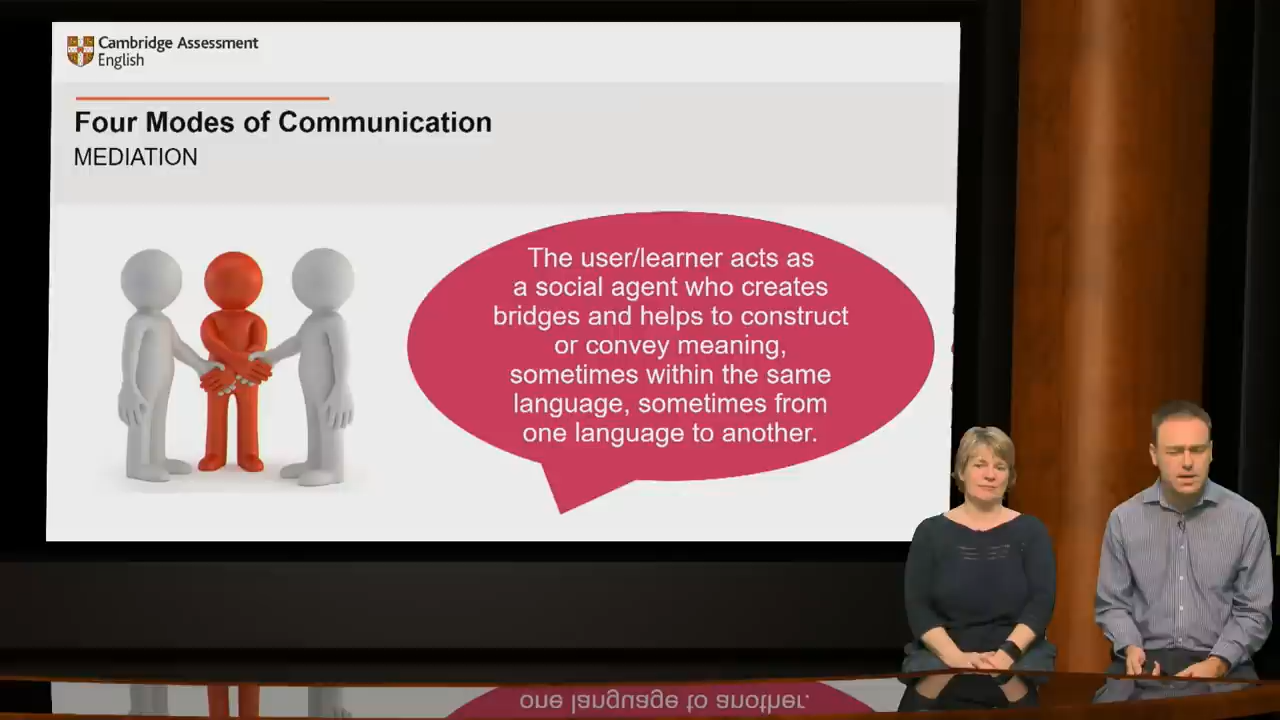 Cambridge Assessment
English
Four Modes of Communication
MEDIATION
The user/learner acts as
a social agent who creates
bridges and helps to construct
or convey meaning,
sometimes within the same
language, sometimes from
one language to another.
one language to another.